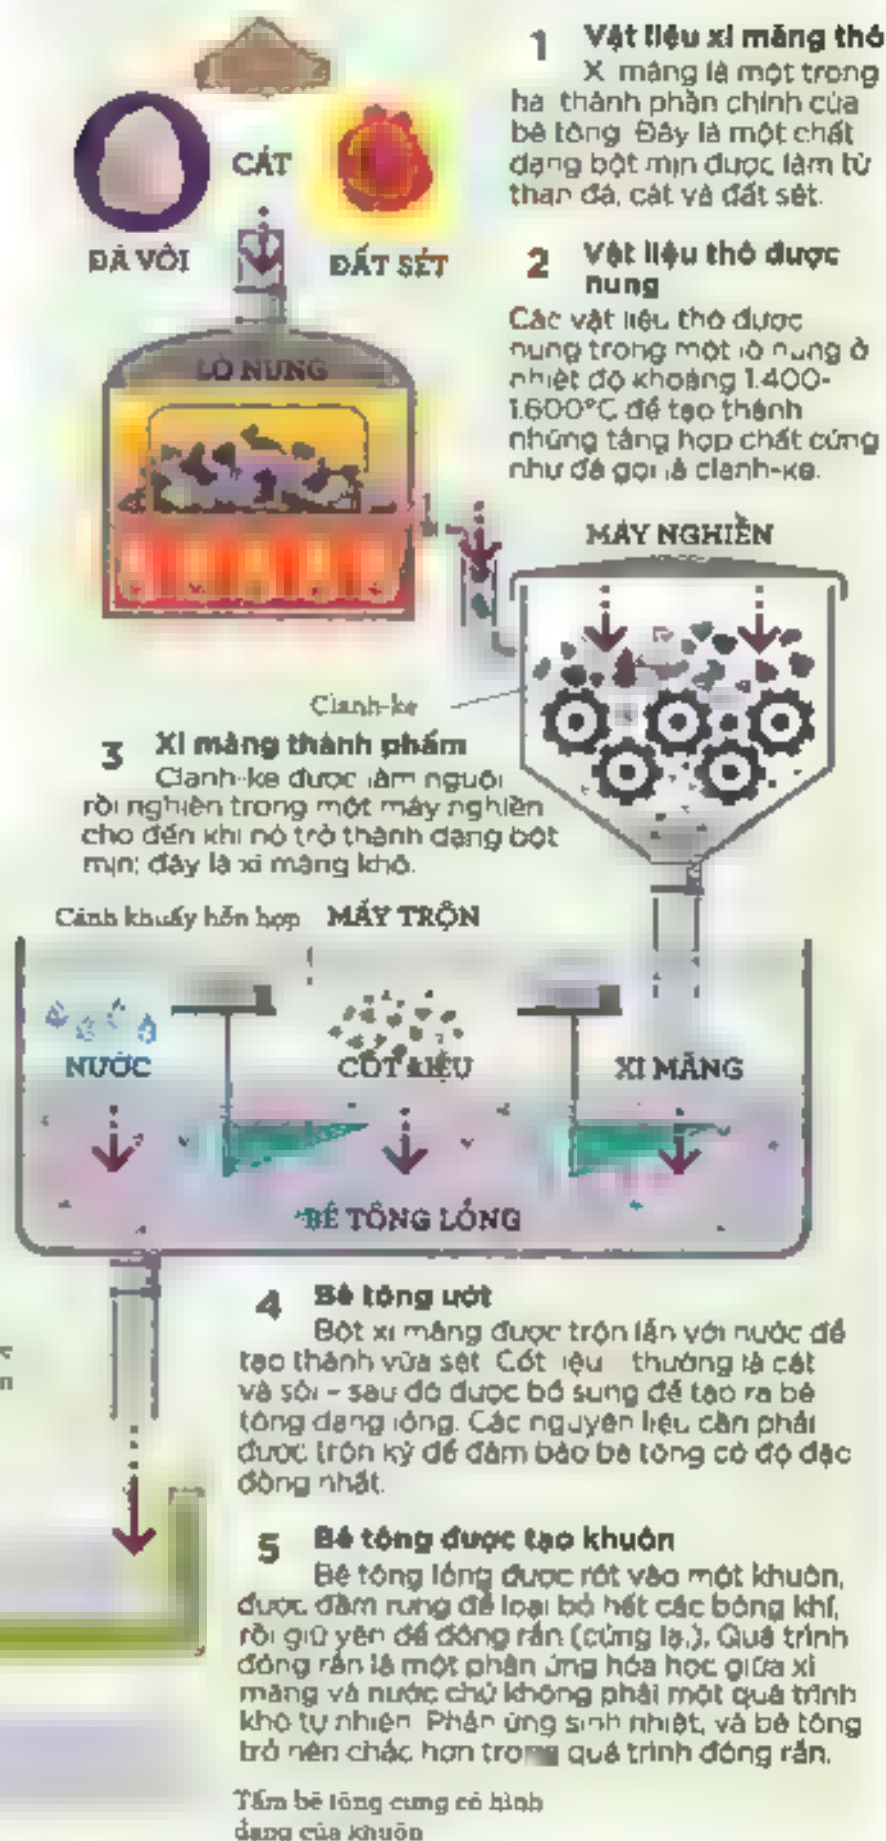 1 Vật liệu xi măng thô
X măng là một trong
ha thành phần chính của
bê tông Đây là một chất
dạng bột mịn được làm từ
than đá, cát và đất sét.
CÁT
ĐÁ VÔI
ĐẤT SÉT
2 Vật liệu thô được
nung
Các vật liệu thô được
nung trong một lò nung ở
nhiệt độ khoảng 1.400-
1.600°C để tạo thành
những tảng hợp chất cứng
như đá gọi là clanh-ke.
LÒ NUNG
MÁY NGHIỀN
Clanh-ke
3 Xi măng thành phẩm
Clanh-ke được làm nguội
rồi nghiền trong một máy nghiền
cho đến khi nó trở thành dạng bột
mịn; đây là xi măng khô.
Cánh khuấy hỗn hợp
MÁY TRỘN
NƯỚC
CỐT LIỆU
XI MĂNG
BÊ TÔNG LỎNG
4 Bê tông ướt
Bột xi măng được trộn lẫn với nước để
tạo thành vữa sệt Cốt liệu thường là cát
và sỏi – sau đó được bổ sung để tạo ra bê
tông dạng lỏng. Các nguyên liệu cần phải
được trộn kỹ để đảm bảo bê tông có độ đặc
đồng nhất.
5 Bê tông được tạo khuôn
Bê tông lỏng được rót vào một khuôn,
được đầm rung để loại bỏ hết các bóng khí,
rồi giữ yên để đông rắn (cứng lại). Quá trình
đông rắn là một phản ứng hóa học giữa xi
măng và nước chứ không phải một quá trình
khô tự nhiên Phản ứng sinh nhiệt, và bê tông
trở nên chắc hơn trong quá trình đông rắn.
Tấm bê tông cứng có hình
dạng của khuôn